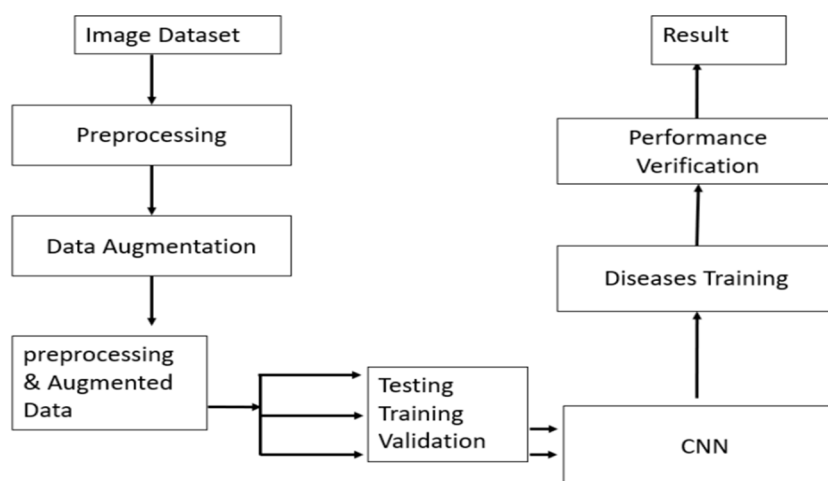 Image Dataset
Preprocessing
Data Augmentation
preprocessing
& Augmented
Data
Testing
Training
Validation
CNN
Diseases Training
Performance
Verification
Result